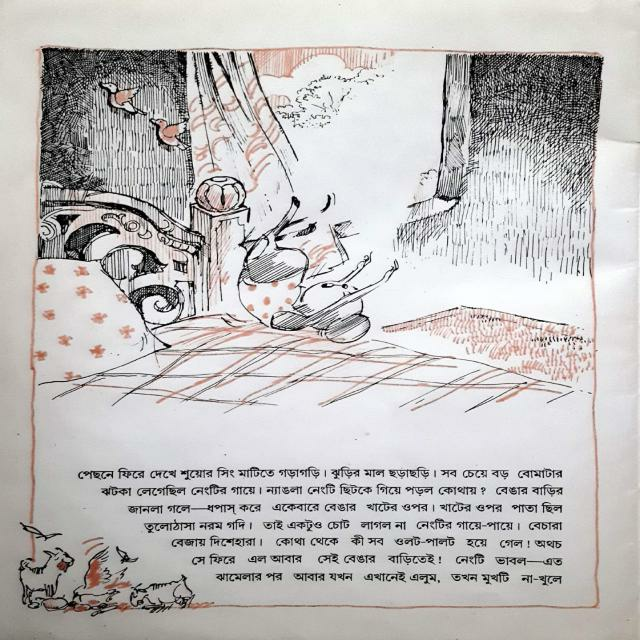 পেছনে ফিরে দেখে শুয়োর সিং মাটিতে গড়াগড়ি। ঝুড়ির মাল ছড়াছড়ি। সব চেয়ে বড় বোমাটার
ঝটকা লেগেছিল নেংটির গায়ে। ন্যাঙলা নেংটি ছিটকে গিয়ে পড়ল কোথায়? বেঙার বাড়ির
জানলা গলে—ধপাস্ করে একেবারে বেঙার খাটের ওপর। খাটের ওপর পাতা ছিল
তুলোঠাসা নরম গদি। তাই একটুও চোট লাগল না নেংটির গায়ে-পায়ে। বেচারা
বেজায় দিশেহারা। কোথা থেকে কী সব ওলট-পালট হয়ে গেল! অথচ
সে ফিরে এল আবার সেই বেঙার বাড়িতেই! নেংটি ভাবল—এত
ঝামেলার পর আবার যখন এখানেই এলুম, তখন মুখটি না-খুলে